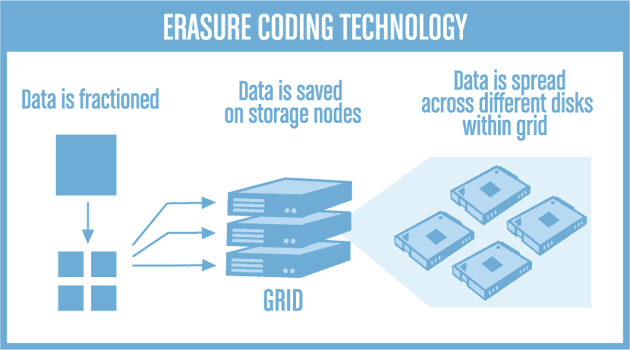 ERASURE CODING TECHNOLOGY
Data is fractioned
Data is saved
on storage nodes
Data is spread
across different disks
within grid
GRID